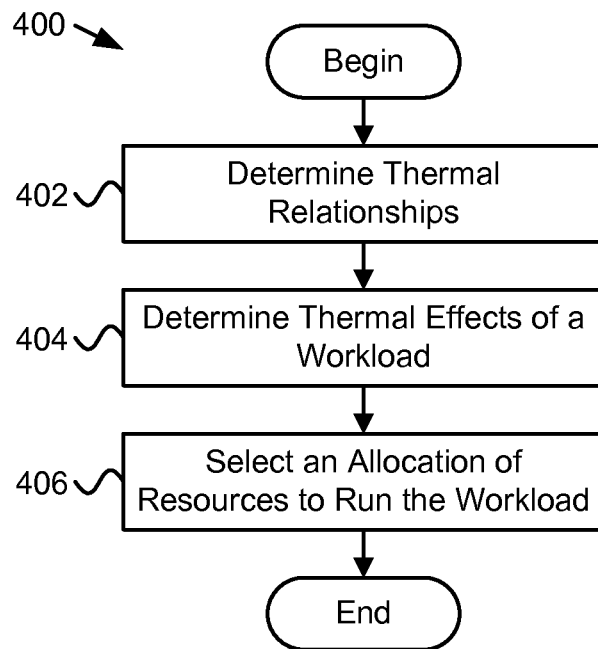 400
Begin
402
Determine Thermal
Relationships
404
Determine Thermal Effects of a
Workload
406
Select an Allocation of
Resources to Run the Workload
End